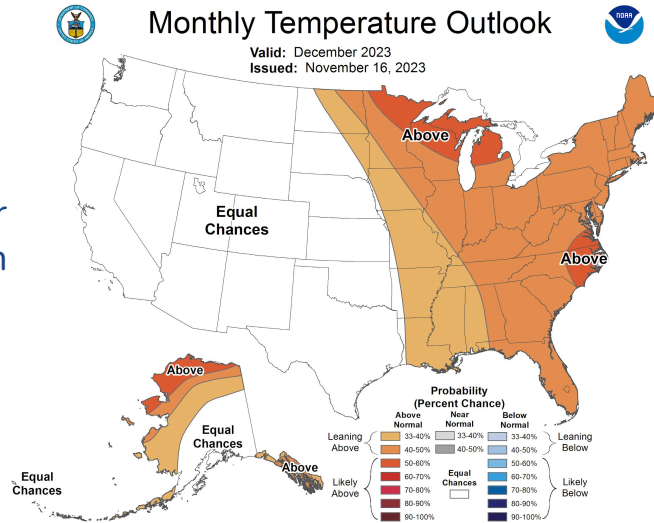 Monthly Temperature Outlook
NOAA
Valid: December 2023
Issued: November 16, 2023
Above
Equal
Chances
Above
Above
Equal
Chances
Above
Equal
Chances
Probability
(Percent Chance)
Above
Normal
Near
Normal
Below
Normal
Leaning
Above
33-40%
33-40%
33-40%
Leaning
Below
40-50%
40-50%
40-50%
Likely
Above
50-60%
60-70%
70-80%
80-90%
90-100%
Equal
Chances
50-60%
60-70%
70-80%
80-90%
90-100%
Likely
Below